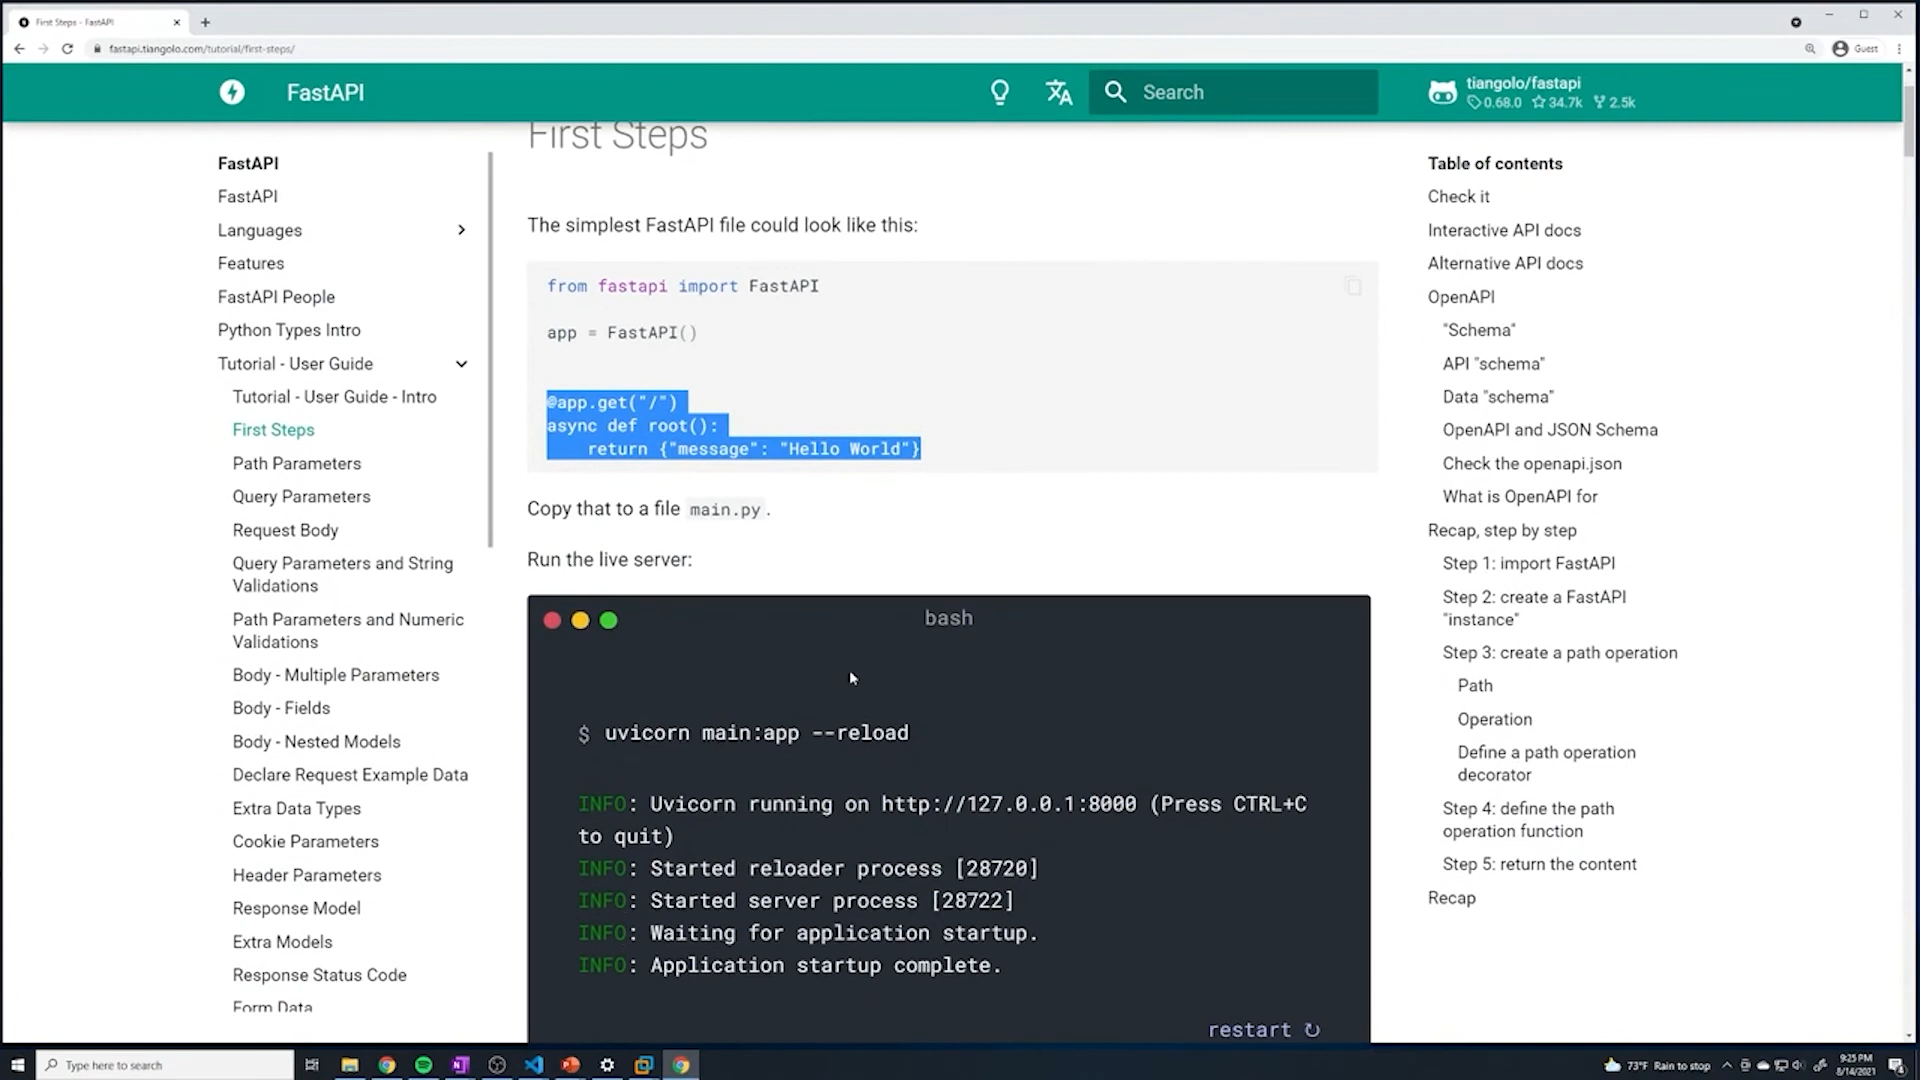 First Steps - FastAPI
fastapi.tiangolo.com/tutorial/first-steps/
Guest
FastAPI
Search
tiangolo/fastapi
0.68.0 34.7k 2.5k
FastAPI
FastAPI
Languages
Features
FastAPI People
Python Types Intro
Tutorial - User Guide
Tutorial - User Guide - Intro
First Steps
Path Parameters
Query Parameters
Request Body
Query Parameters and String
Validations
Path Parameters and Numeric
Validations
Body - Multiple Parameters
Body - Fields
Body - Nested Models
Declare Request Example Data
Extra Data Types
Cookie Parameters
Header Parameters
Response Model
Extra Models
Response Status Code
Form Data
First Steps
The simplest FastAPI file could look like this:
from fastapi import FastAPI
app = FastAPI()
@app.get("/")
async def root():
    return {"message": "Hello World"}
Copy that to a file main.py.
Run the live server:
bash
$ uvicorn main:app --reload
INFO: Uvicorn running on http://127.0.0.1:8000 (Press CTRL+C
to quit)
INFO: Started reloader process [28720]
INFO: Started server process [28722]
INFO: Waiting for application startup.
INFO: Application startup complete.
restart ↻
Table of contents
Check it
Interactive API docs
Alternative API docs
OpenAPI
"Schema"
API "schema"
Data "schema"
OpenAPI and JSON Schema
Check the openapi.json
What is OpenAPI for
Recap, step by step
Step 1: import FastAPI
Step 2: create a FastAPI
"instance"
Step 3: create a path operation
Path
Operation
Define a path operation
decorator
Step 4: define the path
operation function
Step 5: return the content
Recap
Type here to search
73°F Rain to stop
9:25 PM
8/14/2021